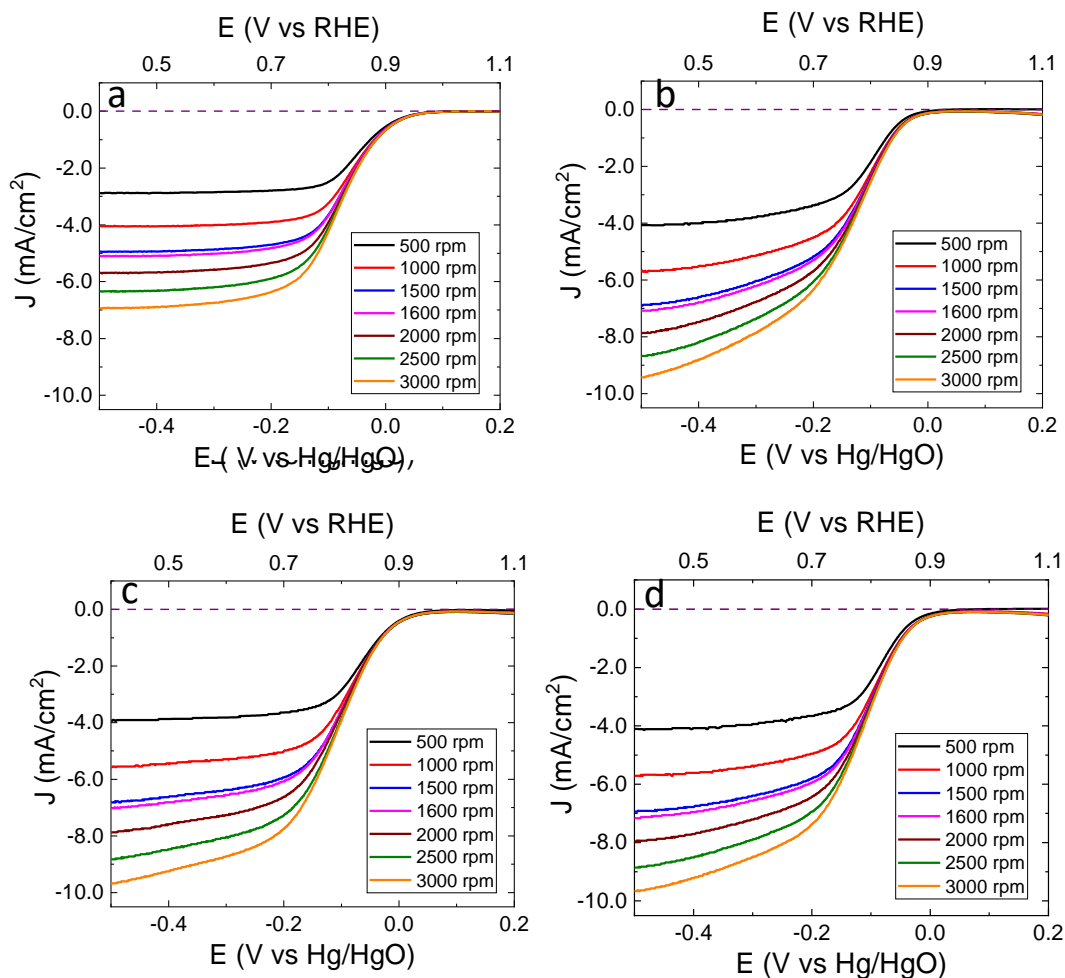 E (V vs RHE)
0.5 0.7 0.9 1.1
a
0.0
-2.0
-4.0
-6.0
-8.0
-10.0
J (mA/cm²)
500 rpm
1000 rpm
1500 rpm
1600 rpm
2000 rpm
2500 rpm
3000 rpm
-0.4 -0.2 0.0 0.2
E ( V vs Hg/HgO)
E (V vs RHE)
0.5 0.7 0.9 1.1
b
0.0
-2.0
-4.0
-6.0
-8.0
-10.0
J (mA/cm²)
500 rpm
1000 rpm
1500 rpm
1600 rpm
2000 rpm
2500 rpm
3000 rpm
-0.4 -0.2 0.0 0.2
E (V vs Hg/HgO)
E (V vs RHE)
0.5 0.7 0.9 1.1
c
0.0
-2.0
-4.0
-6.0
-8.0
-10.0
J (mA/cm²)
500 rpm
1000 rpm
1500 rpm
1600 rpm
2000 rpm
2500 rpm
3000 rpm
-0.4 -0.2 0.0 0.2
E (V vs Hg/HgO)
E (V vs RHE)
0.5 0.7 0.9 1.1
d
0.0
-2.0
-4.0
-6.0
-8.0
-10.0
J (mA/cm²)
500 rpm
1000 rpm
1500 rpm
1600 rpm
2000 rpm
2500 rpm
3000 rpm
-0.4 -0.2 0.0 0.2
E (V vs Hg/HgO)